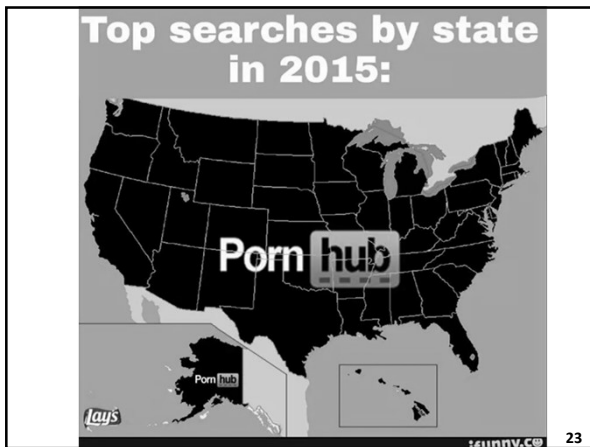 Top searches by state
in 2015:
Porn hub
Porn hub
Lay's
ifunny.co
23